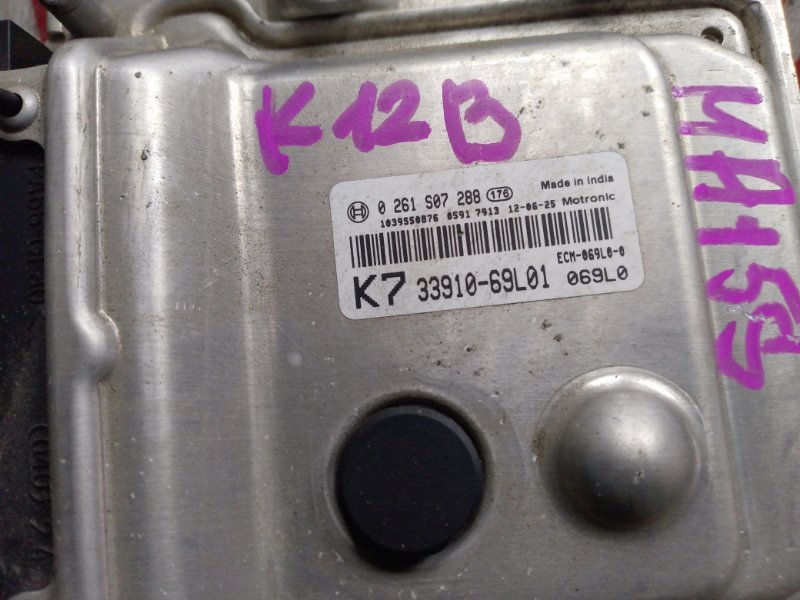 K12B
MA15S
0 261 S07 288 176 Made in India
1039S50876 0591 7913 12-06-25 Motronic
ECM-069L0-0
K7 33910-69L01 069L0